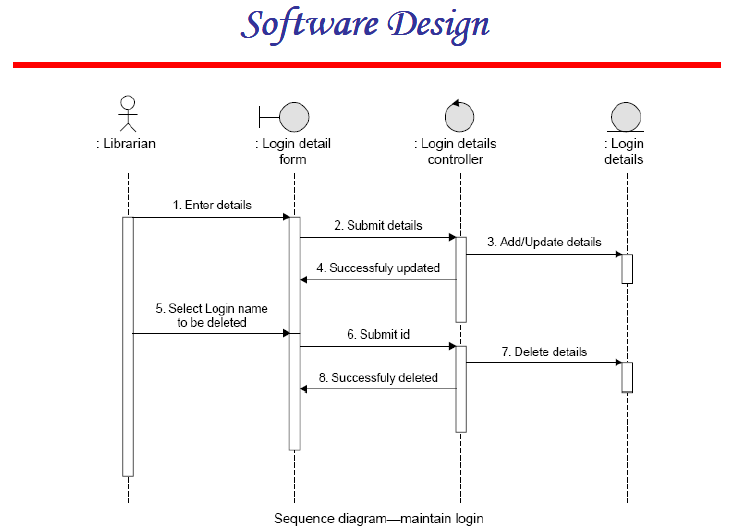 Software Design
: Librarian
: Login detail
form
: Login details
controller
: Login
details
1. Enter details
2. Submit details
3. Add/Update details
4. Successfuly updated
5. Select Login name
to be deleted
6. Submit id
7. Delete details
8. Successfuly deleted
Sequence diagram—maintain login